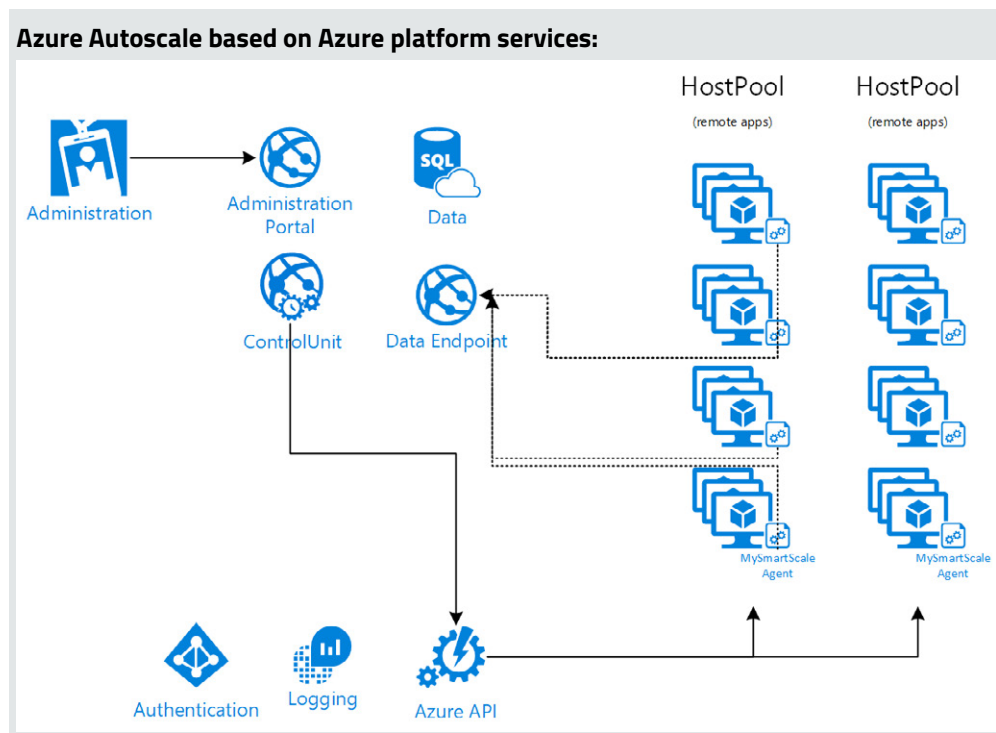 Azure Autoscale based on Azure platform services:
HostPool
(remote apps)
HostPool
(remote apps)
Administration
Administration
Portal
SQL
Data
ControlUnit
Data Endpoint
MySmartScale
Agent
MySmartScale
Agent
Authentication
Logging
Azure API